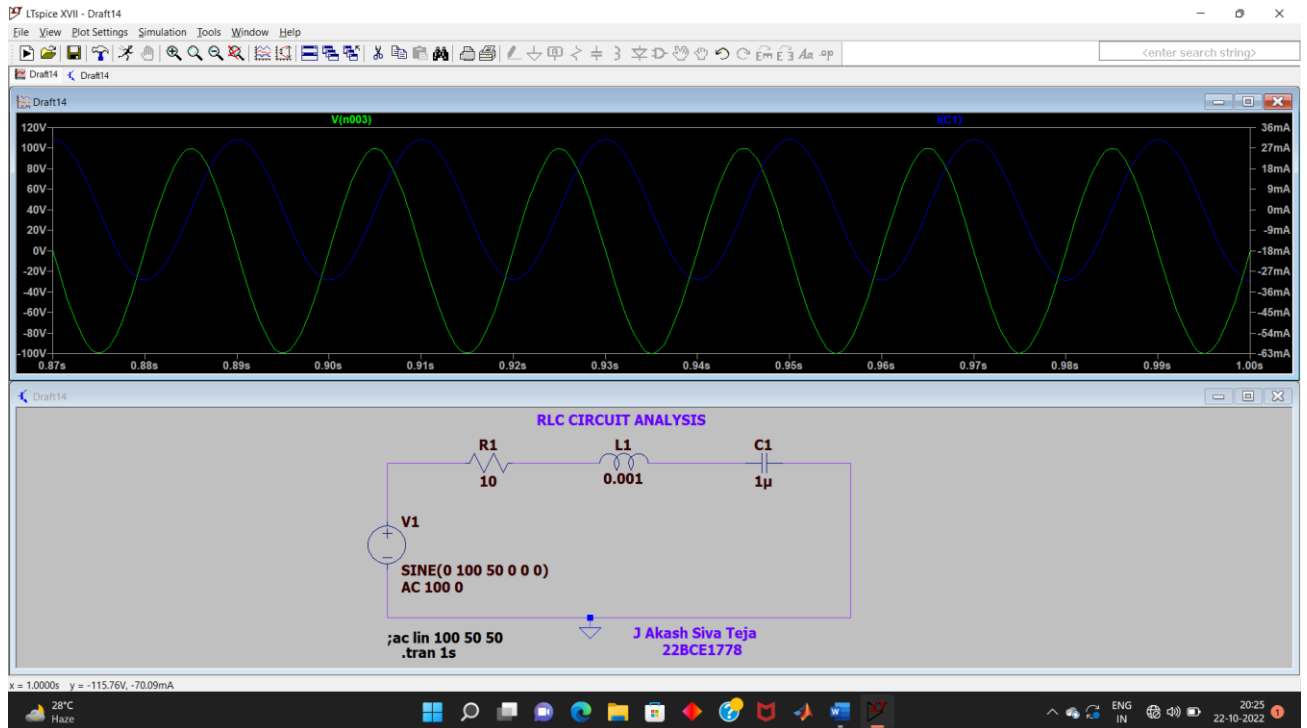 LTspice XVII - Draft14
File View Plot Settings Simulation Tools Window Help
<enter search string>
Draft14 Draft14
Draft14
V(n003) I(C1)
120V 36mA
100V 27mA
80V 18mA
60V 9mA
40V 0mA
20V -9mA
0V -18mA
-20V -27mA
-40V -36mA
-60V -45mA
-80V -54mA
-100V -63mA
0.87s 0.88s 0.89s 0.90s 0.91s 0.92s 0.93s 0.94s 0.95s 0.96s 0.97s 0.98s 0.99s 1.00s
Draft14
RLC CIRCUIT ANALYSIS
R1 L1 C1
10 0.001 1µ
V1
SINE(0 100 50 0 0 0)
AC 100 0
;ac lin 100 50 50
.tran 1s
J Akash Siva Teja
22BCE1778
x = 1.0000s y = -115.76V, -70.09mA
28°C
Haze
ENG
IN
20:25
22-10-2022
1